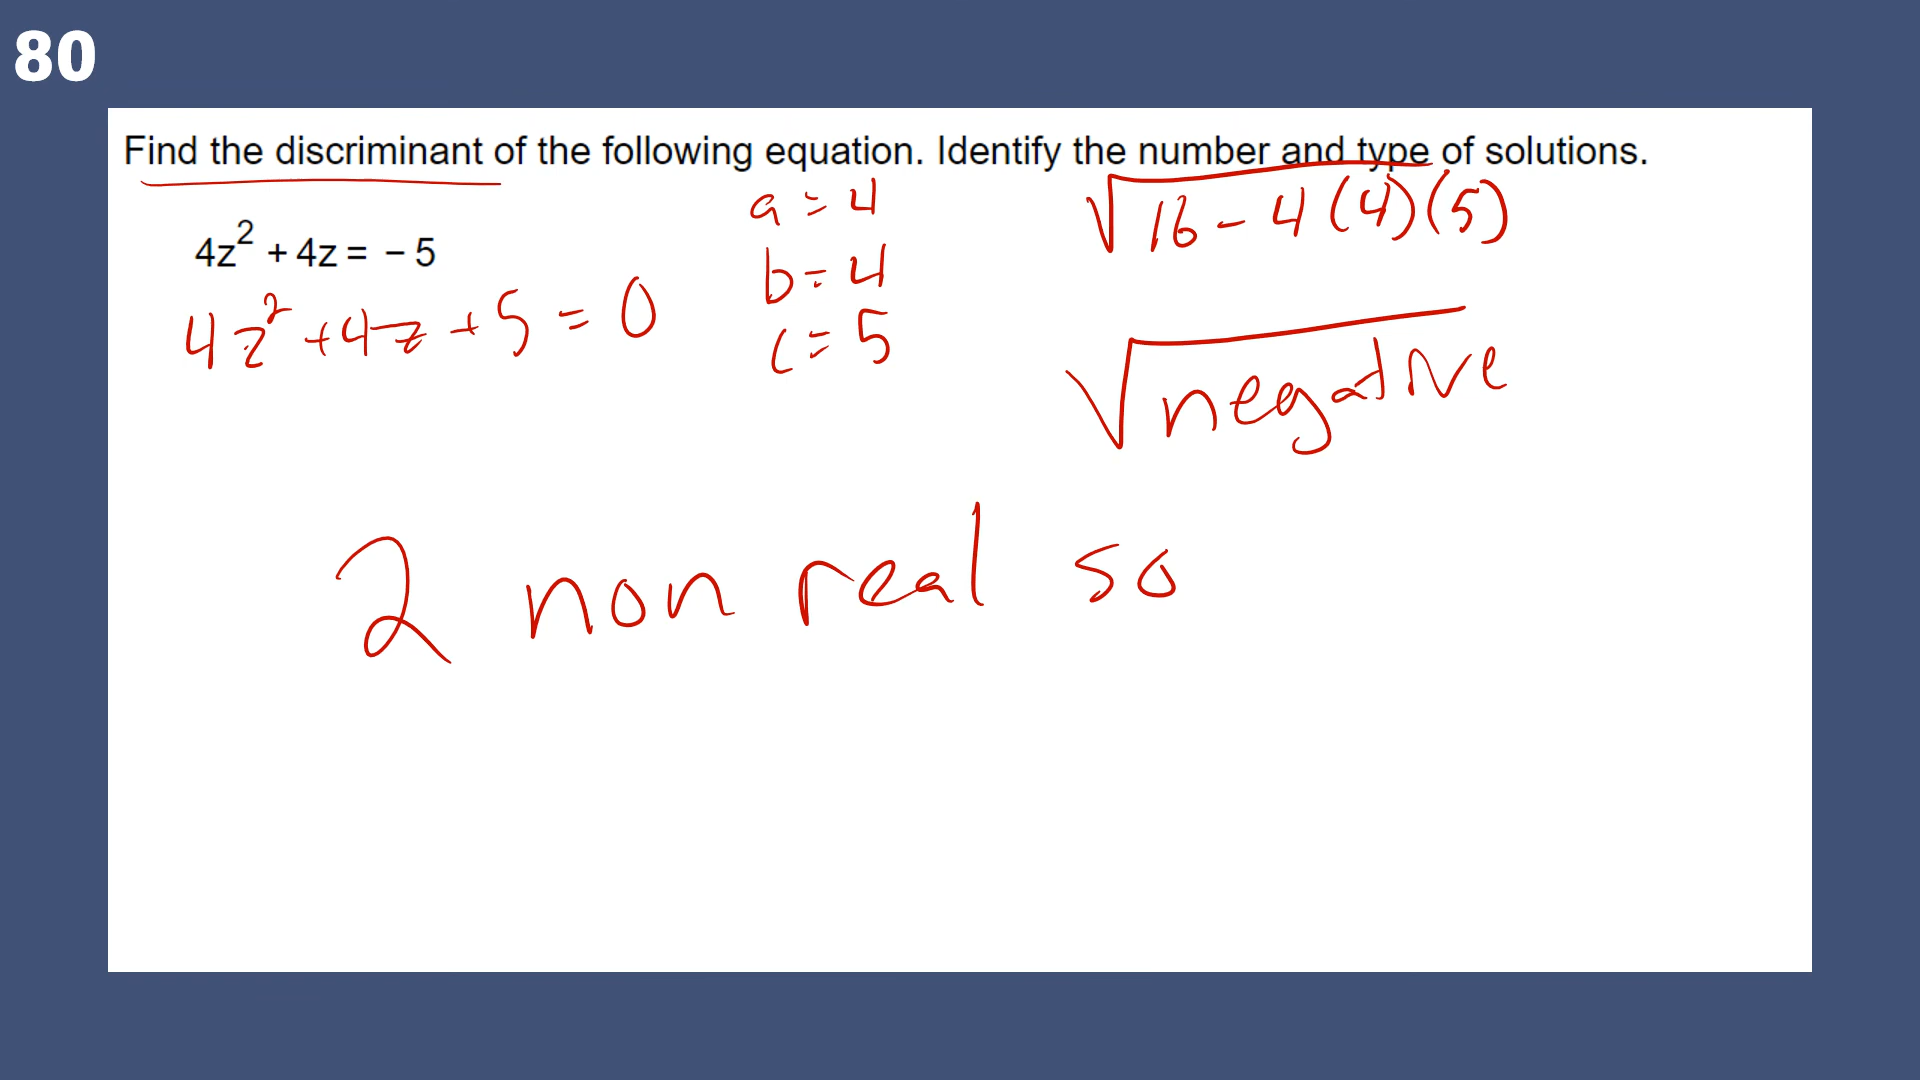 80
Find the discriminant of the following equation. Identify the number and type of solutions.
4z² + 4z = − 5
4z² + 4z + 5 = 0
a = 4
b = 4
c = 5
√16 - 4(4)(5)
√negative
2 non real so